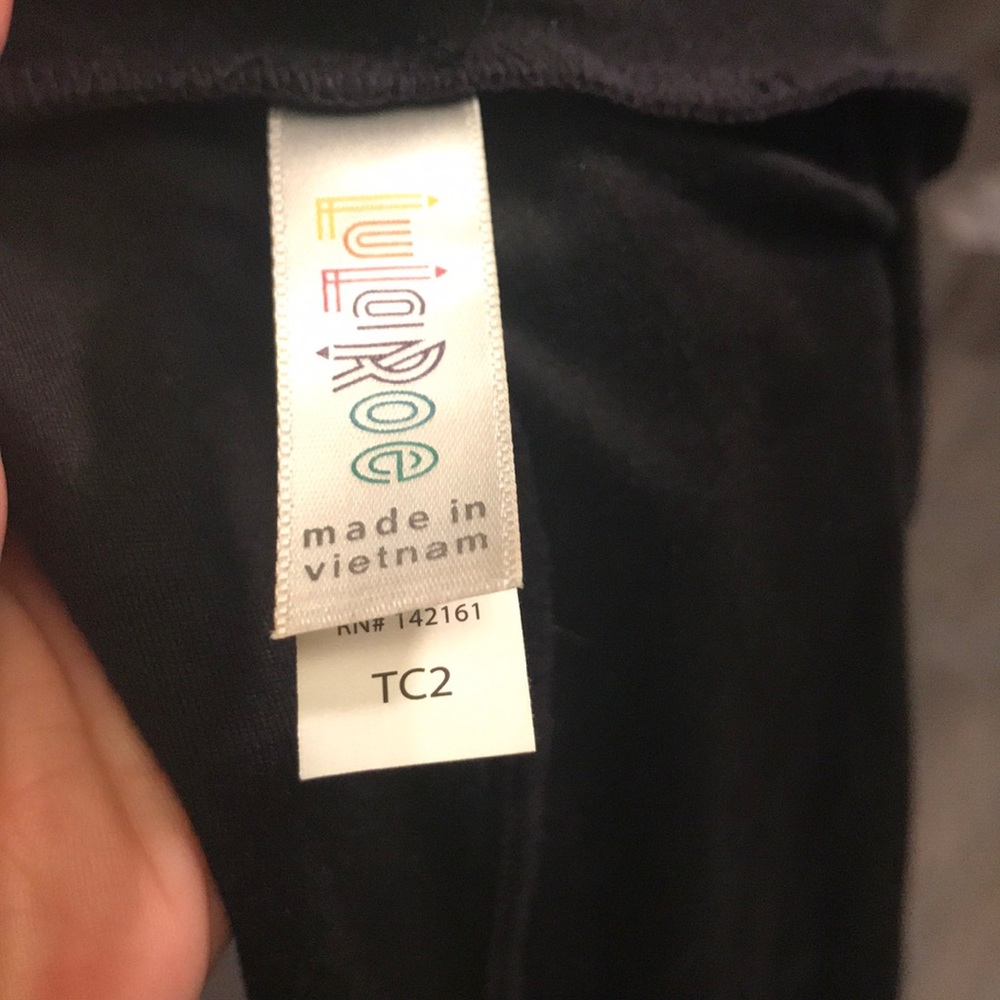 LuLaRoe
made in
vietnam
RN# 142161
TC2